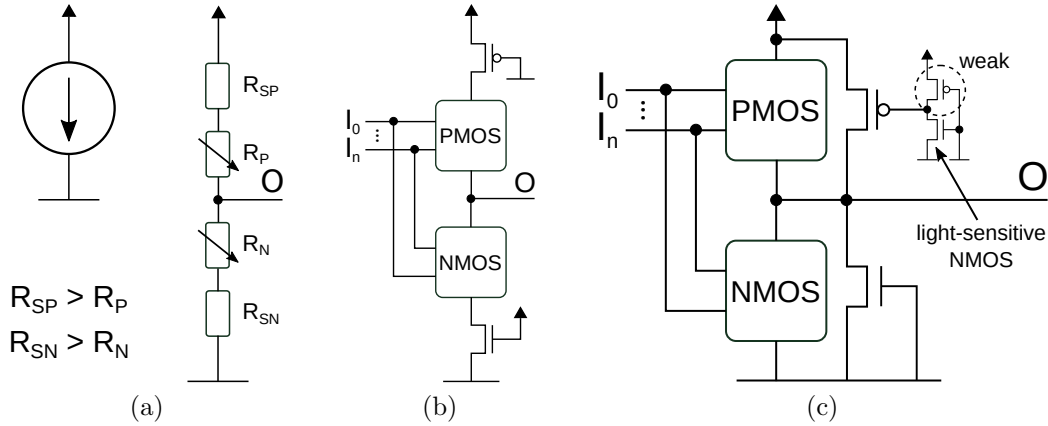 R_SP
R_P
O
R_N
R_SN
R_SP > R_P
R_SN > R_N
(a)
I_0
⋮
I_n
PMOS
O
NMOS
(b)
I_0
⋮
I_n
PMOS
weak
O
light-sensitive
NMOS
NMOS
(c)